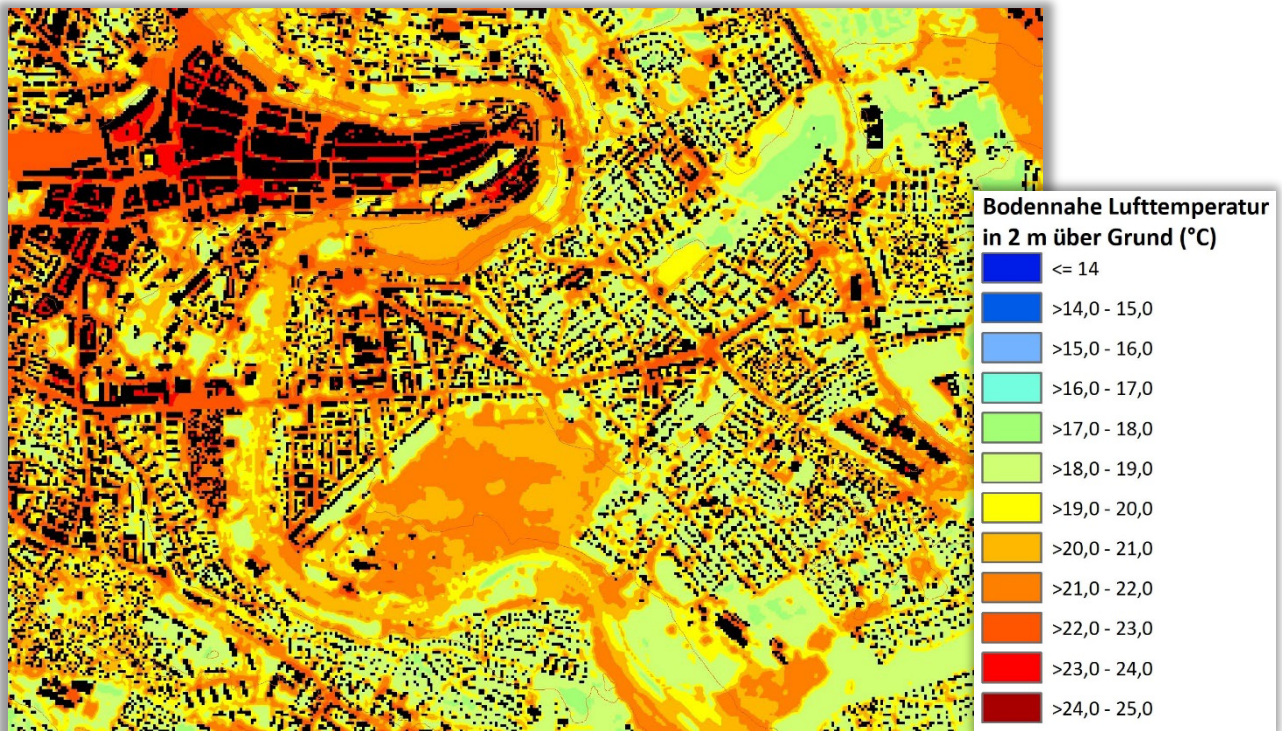 Bodennahe Lufttemperatur
in 2 m über Grund (°C)
<= 14
>14,0 - 15,0
>15,0 - 16,0
>16,0 - 17,0
>17,0 - 18,0
>18,0 - 19,0
>19,0 - 20,0
>20,0 - 21,0
>21,0 - 22,0
>22,0 - 23,0
>23,0 - 24,0
>24,0 - 25,0